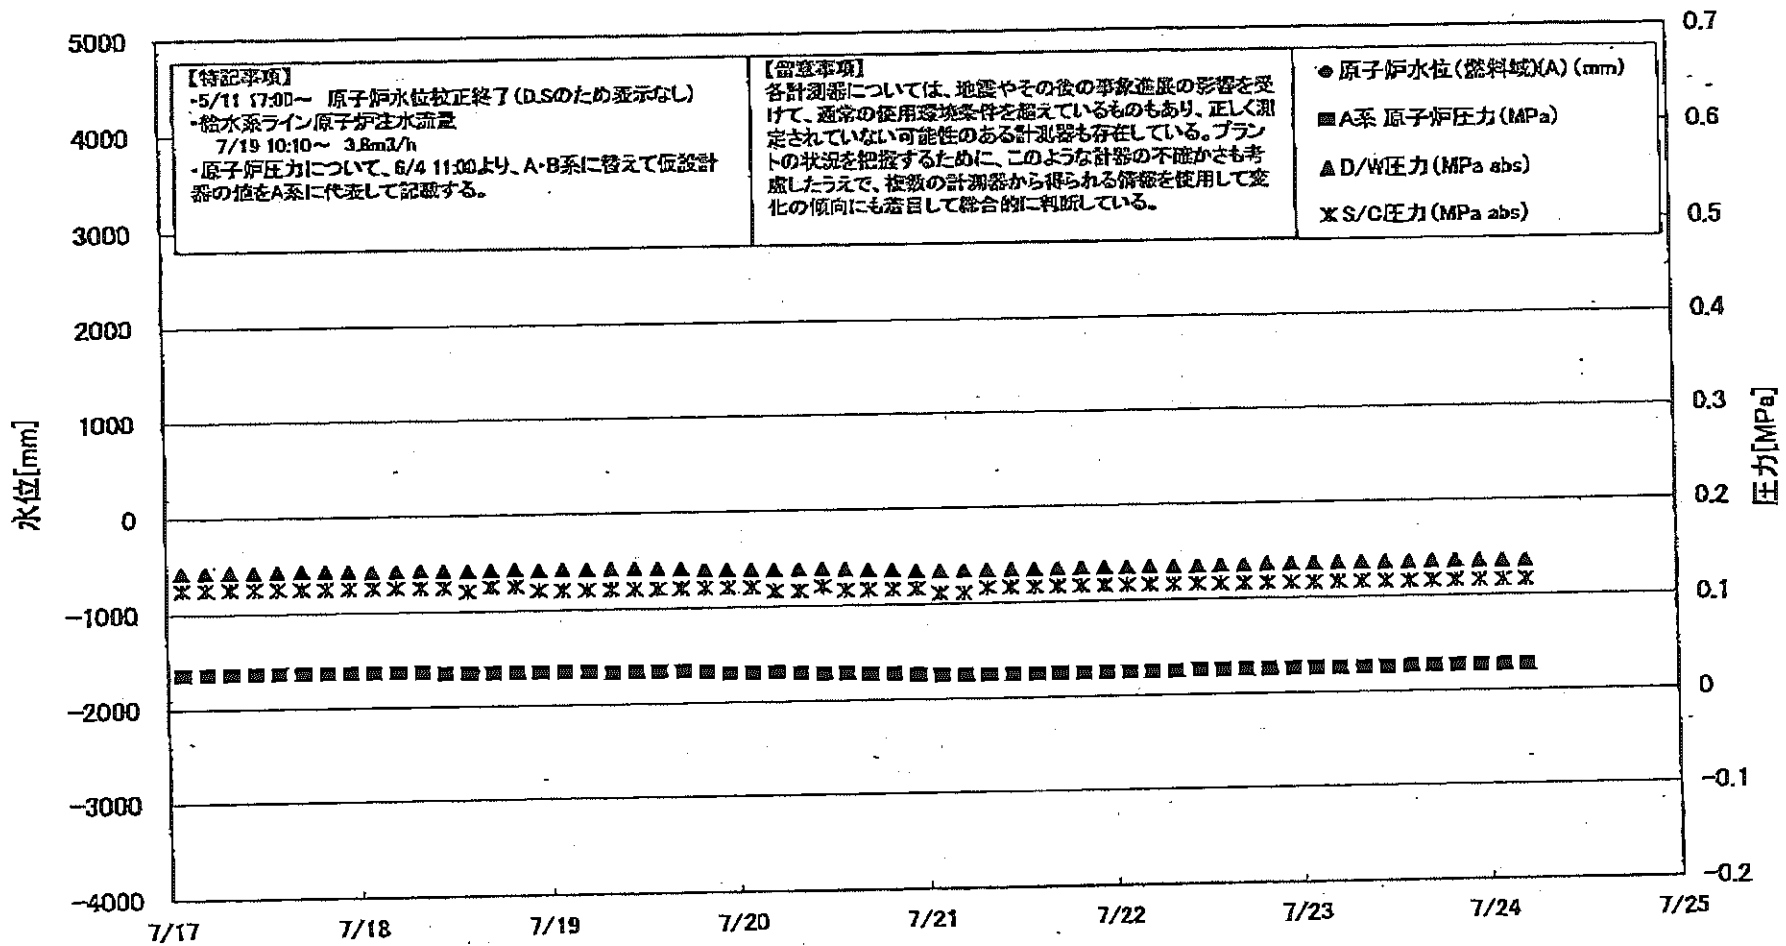 【特記事項】
・5/11 17:00～ 原子炉水位校正終了(D.Sのため表示なし)
・給水系ライン原子炉注水流量
7/19 10:10～ 3.8m3/h
・原子炉圧力について、6/4 11:00より、A・B系に替えて仮設計
器の値をA系に代表して記載する。
【留意事項】
各計測器については、地震やその後の事象進展の影響を受
けて、通常の使用環境条件を超えているものもあり、正しく測
定されていない可能性のある計測器も存在している。プラン
トの状況を把握するために、このような計器の不確かさも考
慮したうえで、複数の計測器から得られる情報を使用して変
化の傾向にも着目して総合的に判断している。
原子炉水位(燃料域)(A)(mm)
A系 原子炉圧力(MPa)
D/W圧力(MPa abs)
S/C圧力(MPa abs)
水位[mm]
5000
4000
3000
2000
1000
0
-1000
-2000
-3000
-4000
圧力[MPa]
0.7
0.6
0.5
0.4
0.3
0.2
0.1
0
-0.1
-0.2
7/17
7/18
7/19
7/20
7/21
7/22
7/23
7/24
7/25